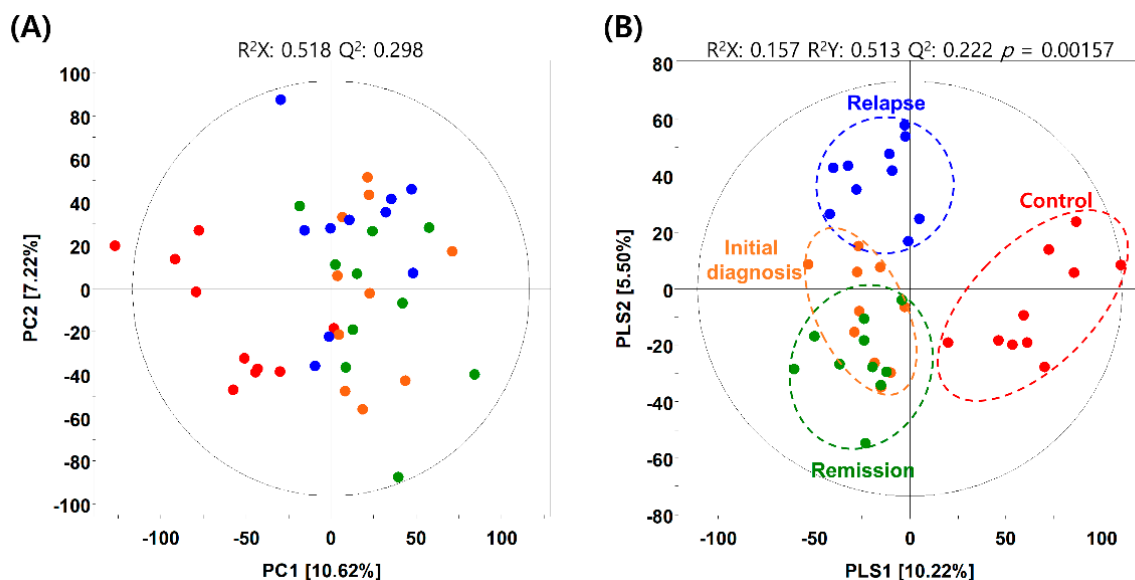 (A)
R²X: 0.518 Q²: 0.298
100
80
60
40
20
0
-20
-40
-60
-80
-100
PC2 [7.22%]
-100
-50
0
50
100
PC1 [10.62%]
(B)
R²X: 0.157 R²Y: 0.513 Q²: 0.222 p = 0.00157
80
60
40
20
0
-20
-40
-60
-80
PLS2 [5.50%]
Relapse
Control
Initial
diagnosis
Remission
-100
-50
0
50
100
PLS1 [10.22%]